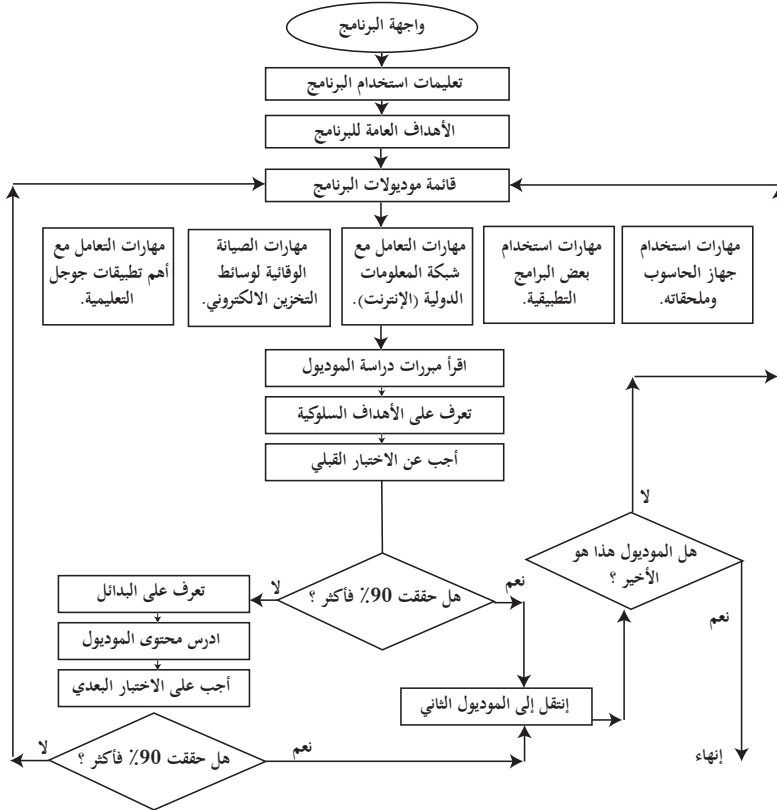 واجهة البرنامج
تعليمات استخدام البرنامج
الأهداف العامة للبرنامج
قائمة موديولات البرنامج
مهارات استخدام
جهاز الحاسوب
وملحقاته.
مهارات استخدام
بعض البرامج
التطبيقية.
مهارات التعامل مع
شبكة المعلومات
الدولية (الإنترنت).
مهارات الصيانة
الوقائية لوسائط
التخزين الالكتروني.
مهارات التعامل مع
أهم تطبيقات جوجل
التعليمية.
اقرأ مبررات دراسة الموديول
تعرف على الأهداف السلوكية
أجب عن الاختبار القبلي
لا
هل الموديول هذا هو
الأخير ؟
نعم
هل حققت 90٪ فأكثر ؟
نعم
لا
تعرف على البدائل
ادرس محتوى الموديول
أجب على الاختبار البعدي
إنتقل إلى الموديول الثاني
هل حققت 90٪ فأكثر ؟
نعم
لا
إنهاء